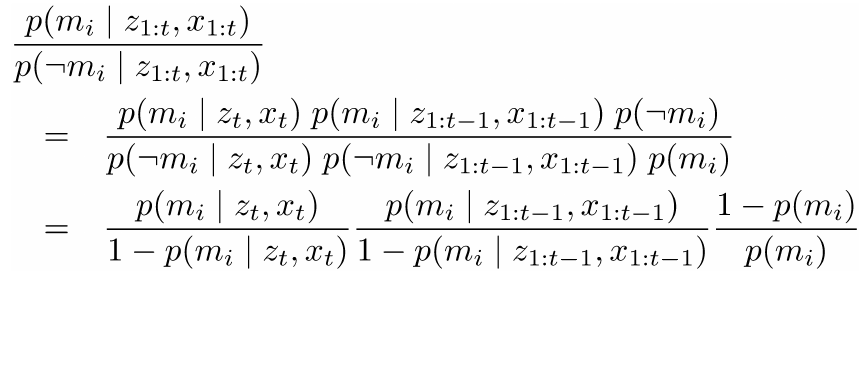 p(m_i | z_{1:t}, x_{1:t}) / p(¬m_i | z_{1:t}, x_{1:t})
= p(m_i | z_t, x_t) p(m_i | z_{1:t−1}, x_{1:t−1}) p(¬m_i) / p(¬m_i | z_t, x_t) p(¬m_i | z_{1:t−1}, x_{1:t−1}) p(m_i)
= p(m_i | z_t, x_t) / 1 − p(m_i | z_t, x_t) p(m_i | z_{1:t−1}, x_{1:t−1}) / 1 − p(m_i | z_{1:t−1}, x_{1:t−1}) 1 − p(m_i) / p(m_i)